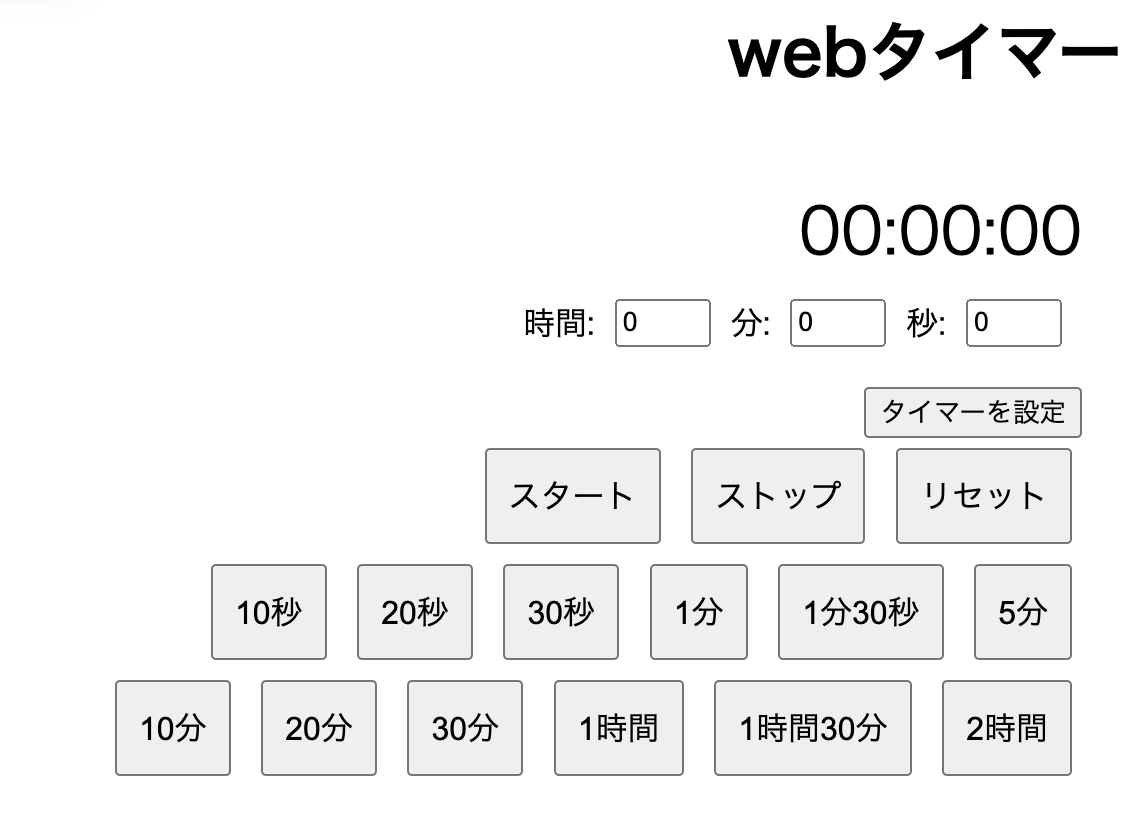 webタイマー
00:00:00
時間: 0 分: 0 秒: 0
タイマーを設定
スタート ストップ リセット
10秒 20秒 30秒 1分 1分30秒 5分
10分 20分 30分 1時間 1時間30分 2時間